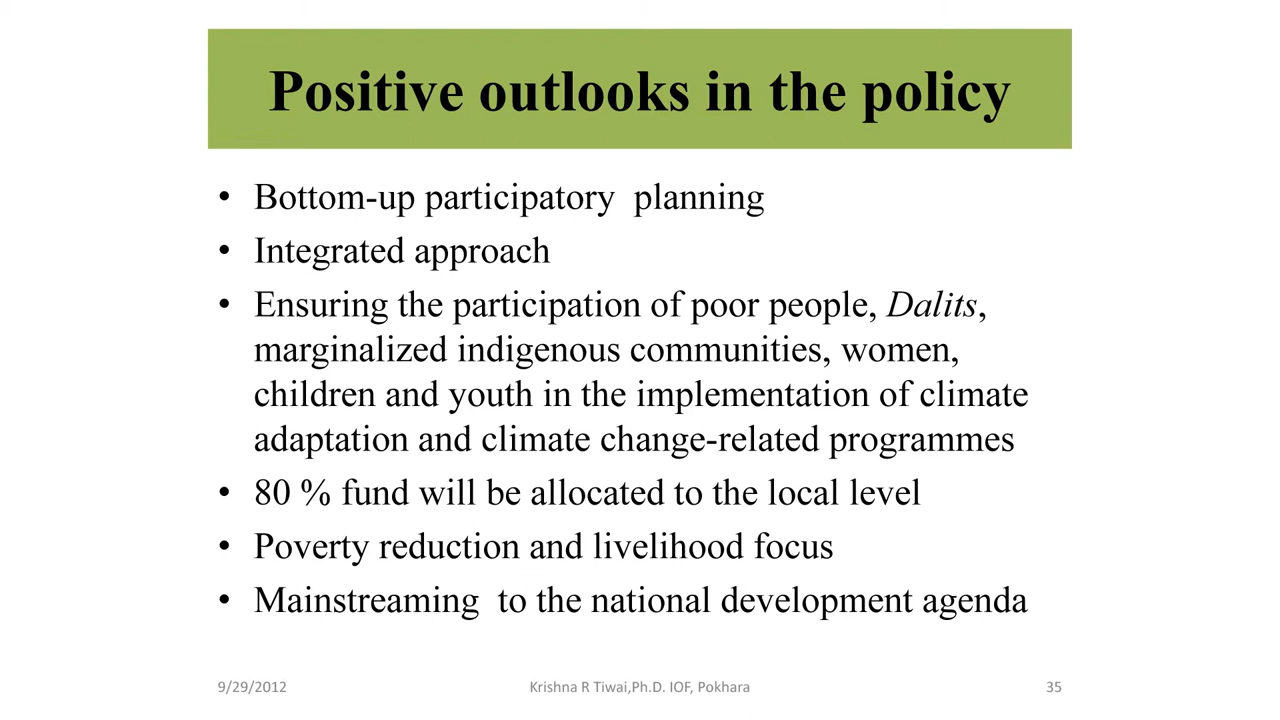 Positive outlooks in the policy
• Bottom-up participatory  planning
• Integrated approach
• Ensuring the participation of poor people, Dalits,
marginalized indigenous communities, women,
children and youth in the implementation of climate
adaptation and climate change-related programmes
• 80 % fund will be allocated to the local level
• Poverty reduction and livelihood focus
• Mainstreaming  to the national development agenda
9/29/2012 Krishna R Tiwai,Ph.D. IOF, Pokhara 35